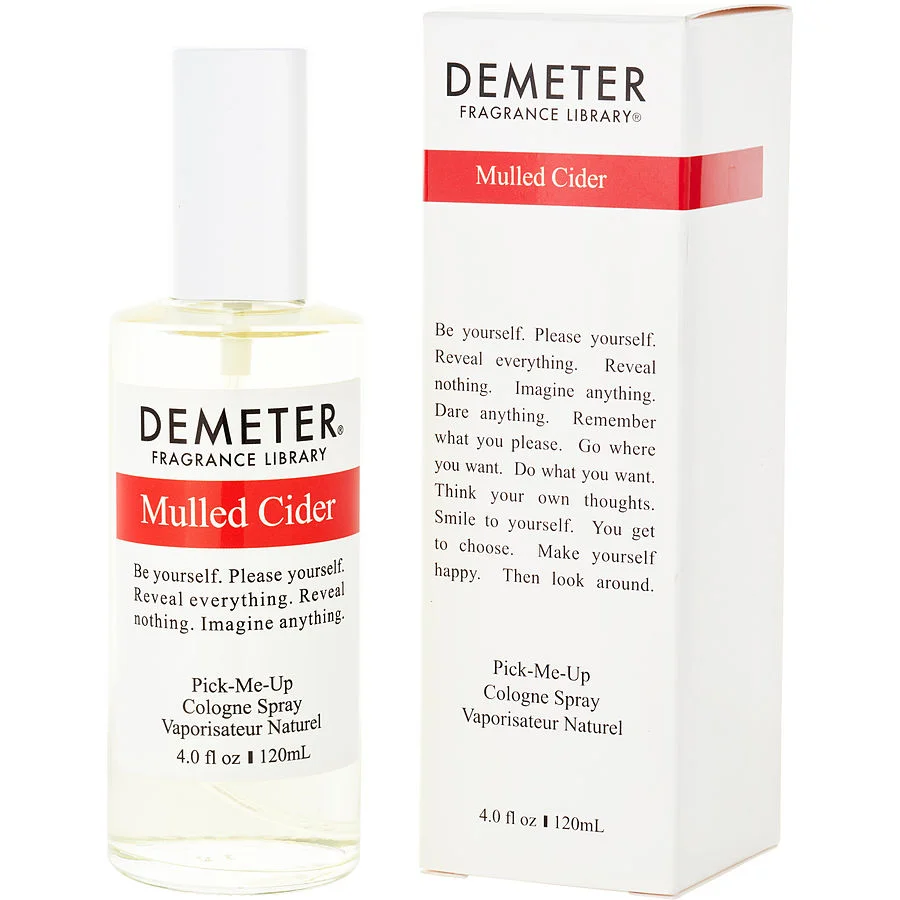 DEMETER®
FRAGRANCE LIBRARY
Mulled Cider
Be yourself. Please yourself.
Reveal everything. Reveal
nothing. Imagine anything.
Pick-Me-Up
Cologne Spray
Vaporisateur Naturel
4.0 fl oz ▮ 120mL
DEMETER
FRAGRANCE LIBRARY®
Mulled Cider
Be yourself. Please yourself.
Reveal everything. Reveal
nothing. Imagine anything.
Dare anything. Remember
what you please. Go where
you want. Do what you want.
Think your own thoughts.
Smile to yourself. You get
to choose. Make yourself
happy. Then look around.
Pick-Me-Up
Cologne Spray
Vaporisateur Naturel
4.0 fl oz ▮ 120mL